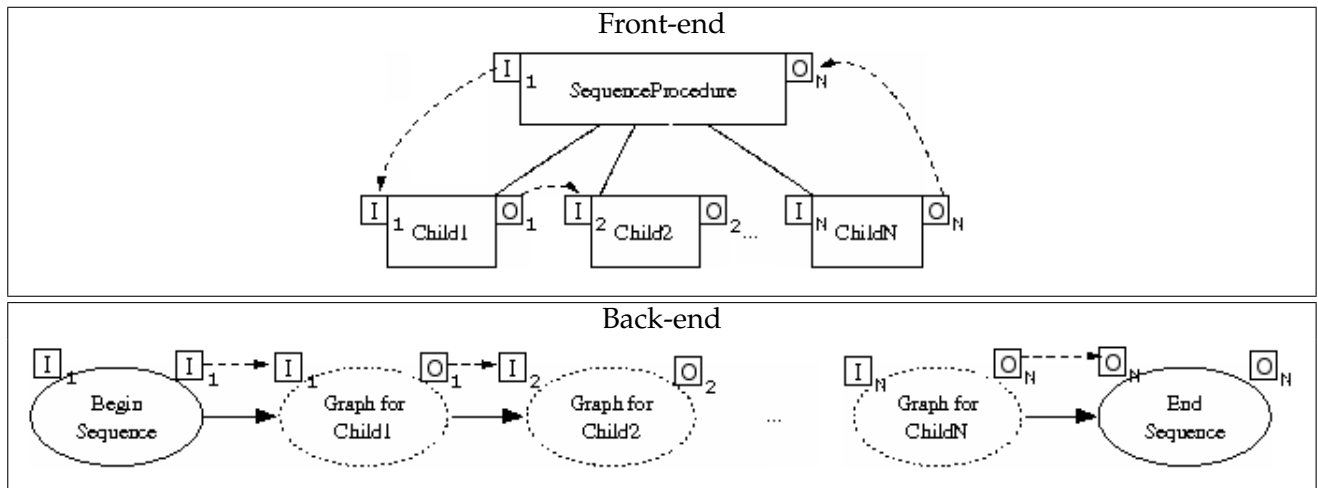 Front-end
I 1 SequenceProcedure O N
I 1 Child1 O 1 I 2 Child2 O 2 ... I N ChildN O N
Back-end
I 1 I 1 I 1 O 1 I 2 O 2 I N O N O N O N
Begin Graph for Graph for ... Graph for End
Sequence Child1 Child2 ChildN Sequence